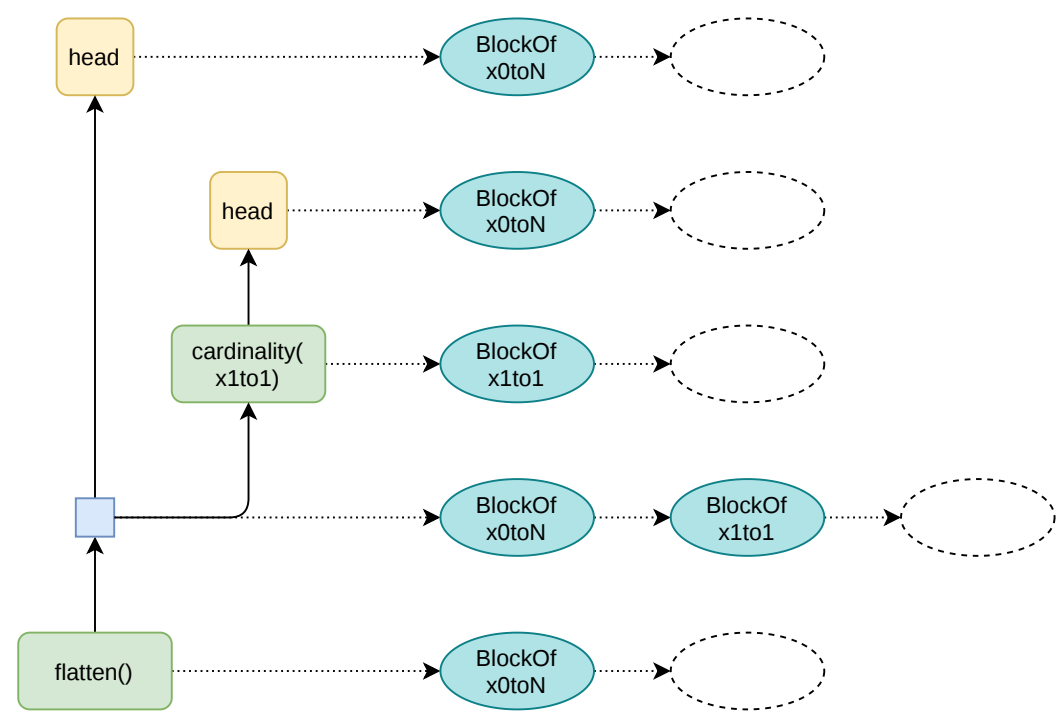 head
BlockOf
x0toN
head
BlockOf
x0toN
cardinality(
x1to1)
BlockOf
x1to1
BlockOf
x0toN
BlockOf
x1to1
flatten()
BlockOf
x0toN